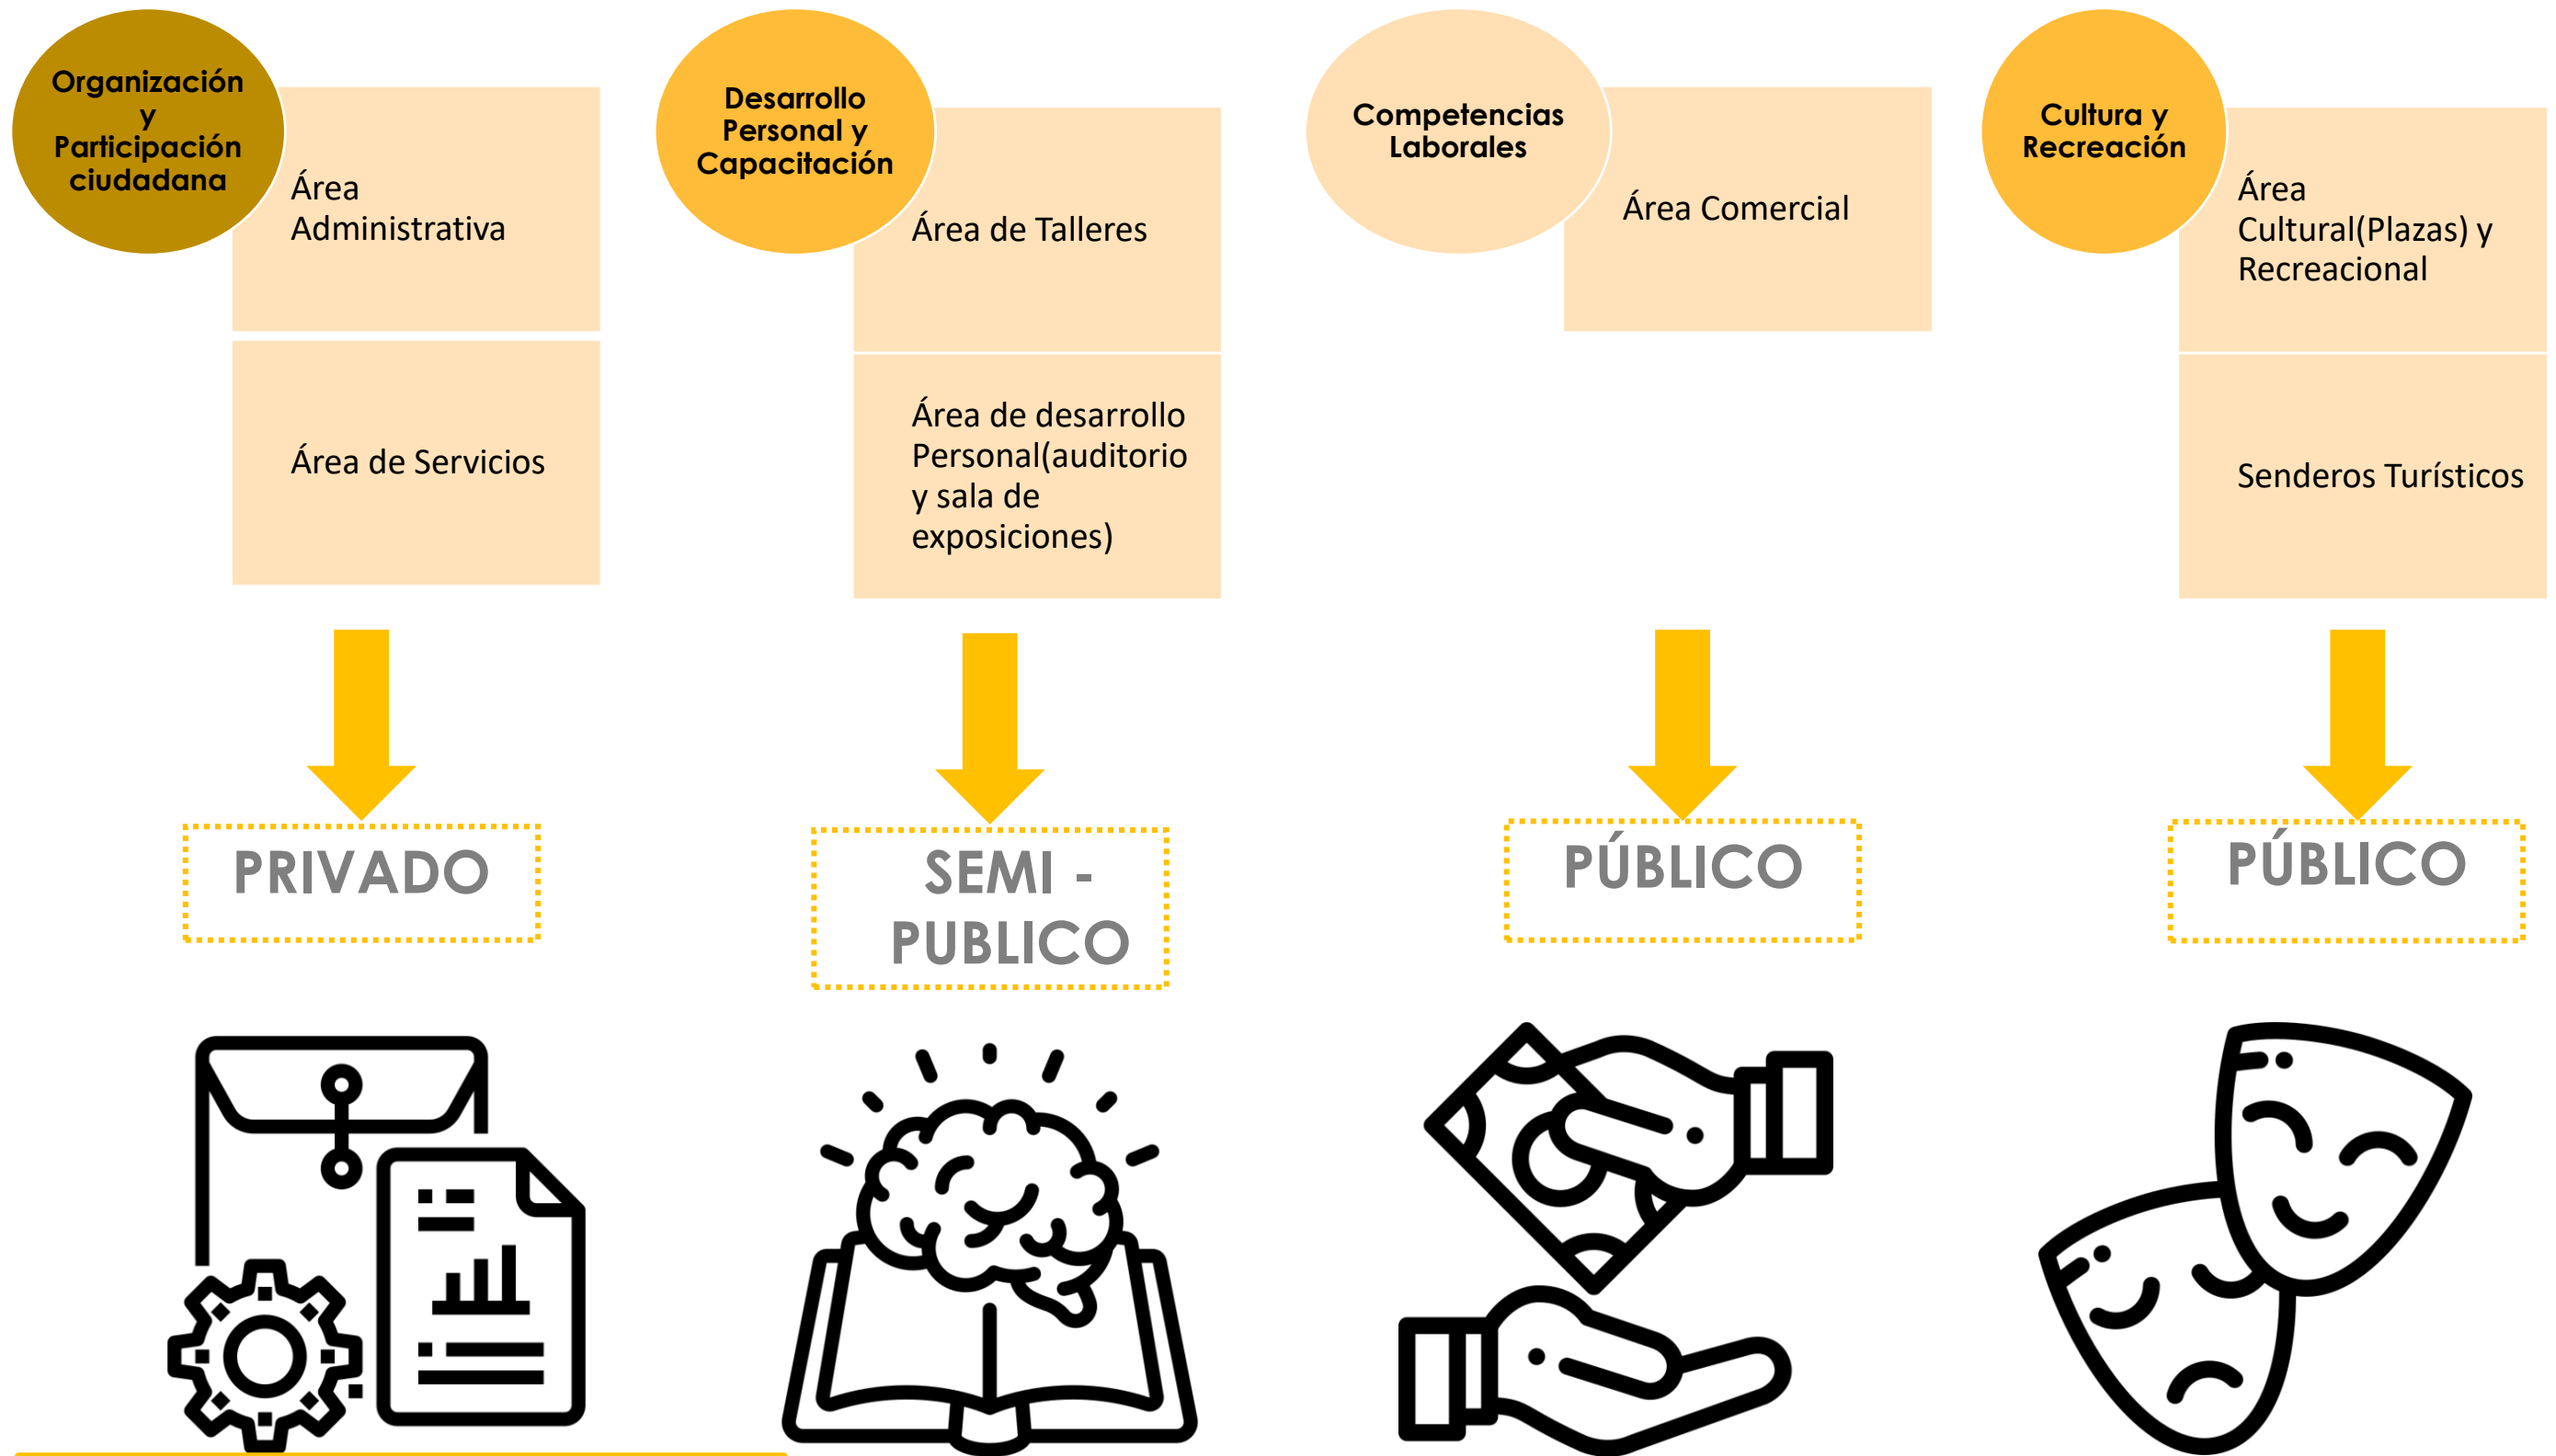 Organización
y
Participación
ciudadana
Área
Administrativa
Área de Servicios
PRIVADO
Desarrollo
Personal y
Capacitación
Área de Talleres
Área de desarrollo
Personal(auditorio
y sala de
exposiciones)
SEMI -
PUBLICO
Competencias
Laborales
Área Comercial
PÚBLICO
Cultura y
Recreación
Área
Cultural(Plazas) y
Recreacional
Senderos Turísticos
PÚBLICO